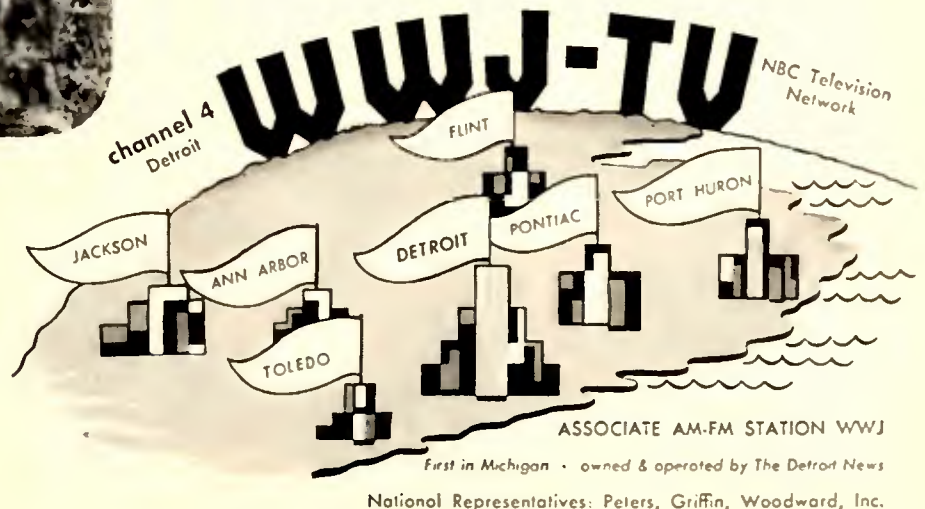 WWJ-TV
channel 4
Detroit
NBC Television
Network
FLINT
PORT HURON
PONTIAC
DETROIT
JACKSON
ANN ARBOR
TOLEDO
ASSOCIATE AM-FM STATION WWJ
First in Michigan • owned & operated by The Detroit News
National Representatives: Peters, Griffin, Woodward, Inc.